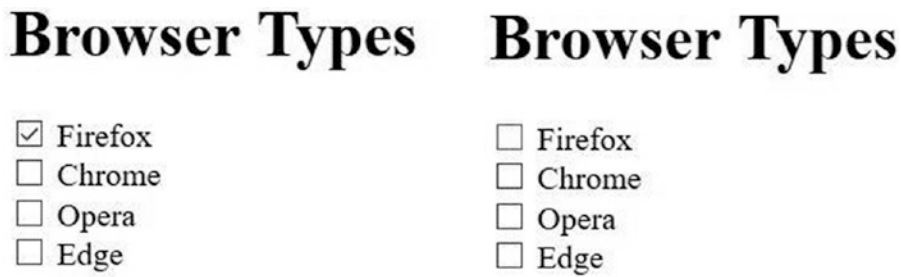 Browser Types
Firefox
Chrome
Opera
Edge
Browser Types
Firefox
Chrome
Opera
Edge